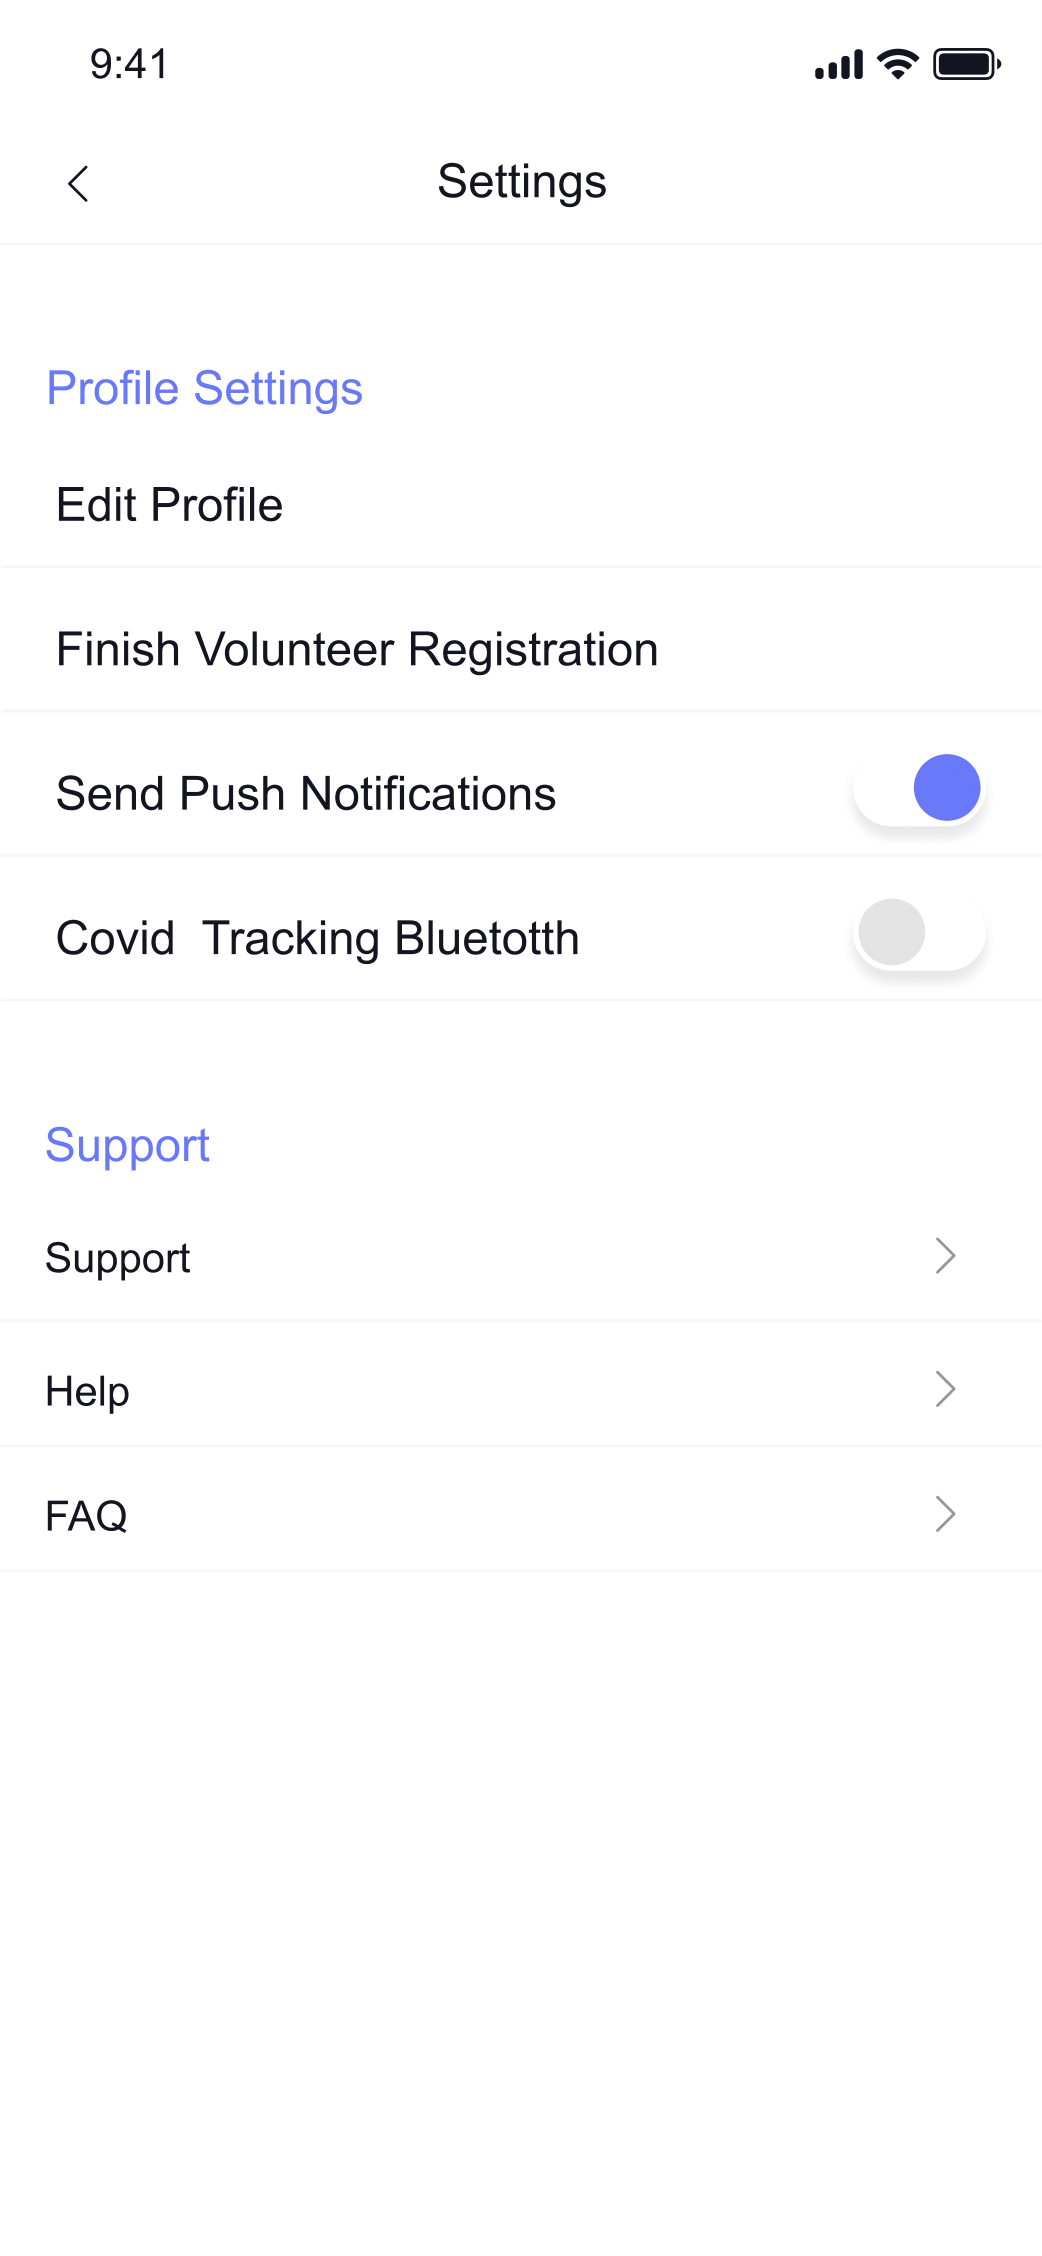 9:41
Settings
Profile Settings
Edit Profile
Finish Volunteer Registration
Send Push Notifications
Covid  Tracking Bluetotth
Support
Support
Help
FAQ